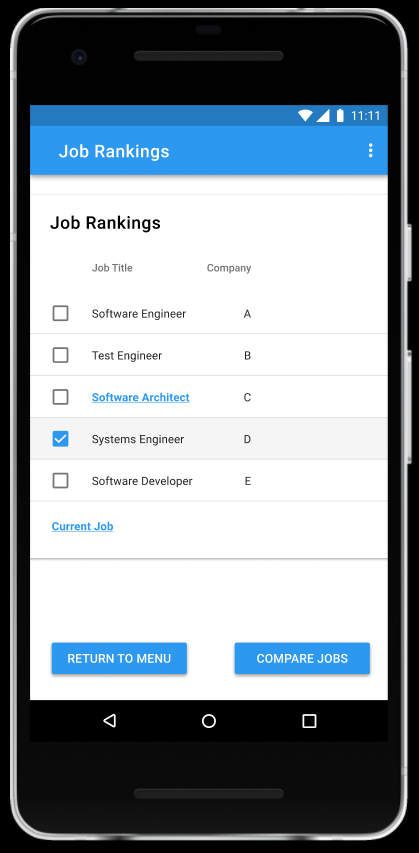 11:11
Job Rankings
Job Rankings
Job Title Company
Software Engineer A
Test Engineer B
Software Architect C
Systems Engineer D
Software Developer E
Current Job
RETURN TO MENU COMPARE JOBS